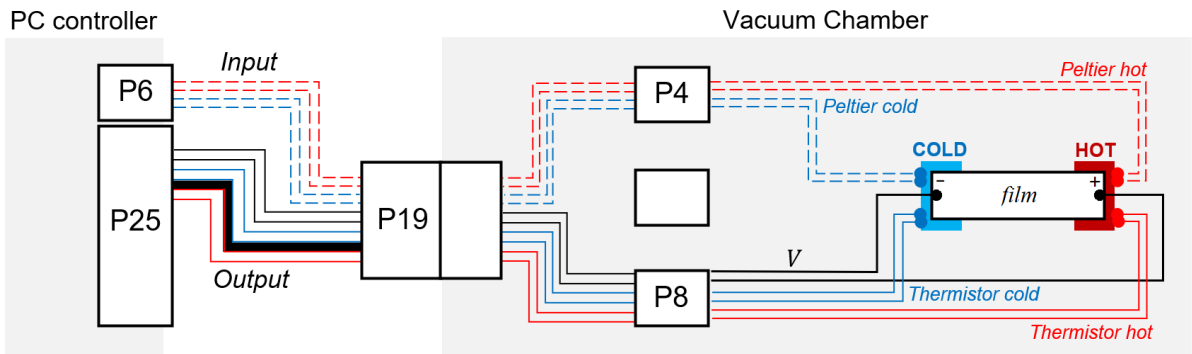 PC controller
Vacuum Chamber
Input
P6
P4
Peltier hot
Peltier cold
COLD
HOT
P25
P19
- film +
Output
V
P8
Thermistor cold
Thermistor hot